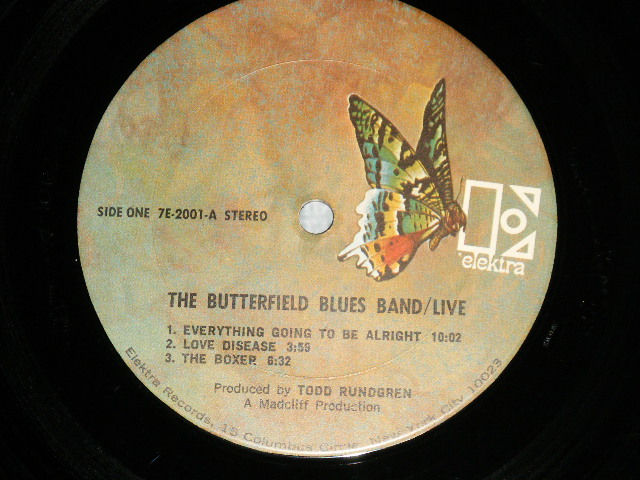 SIDE ONE 7E-2001-A STEREO
elektra
THE BUTTERFIELD BLUES BAND/LIVE
1. EVERYTHING GOING TO BE ALRIGHT 10:02
2. LOVE DISEASE 3:59
3. THE BOXER 6:32
Produced by TODD RUNDGREN
A Madcliff Production
Elektra Records, 15 Columbus Circle, New York City 10023